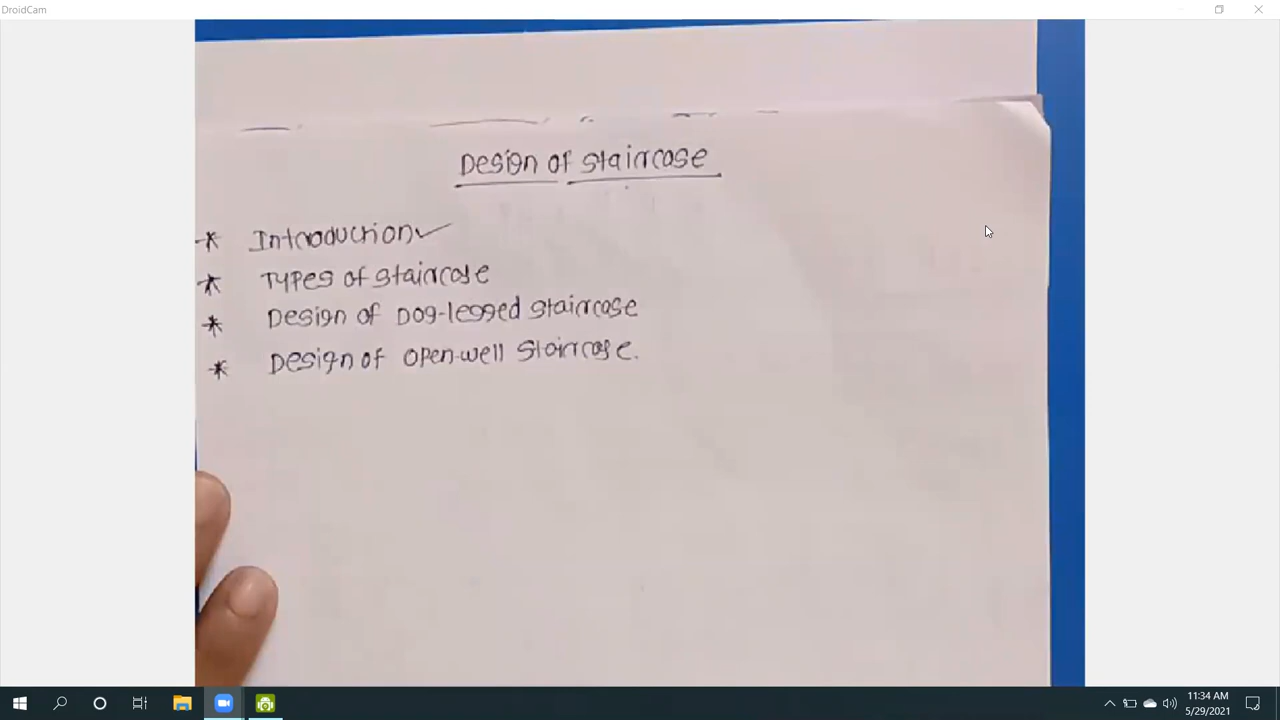 DroidCam
Design of Staircase
* Introduction ✓
* Types of staircase
* Design of Dog-legged staircase
* Design of open-well staircase.
11:34 AM
5/29/2021